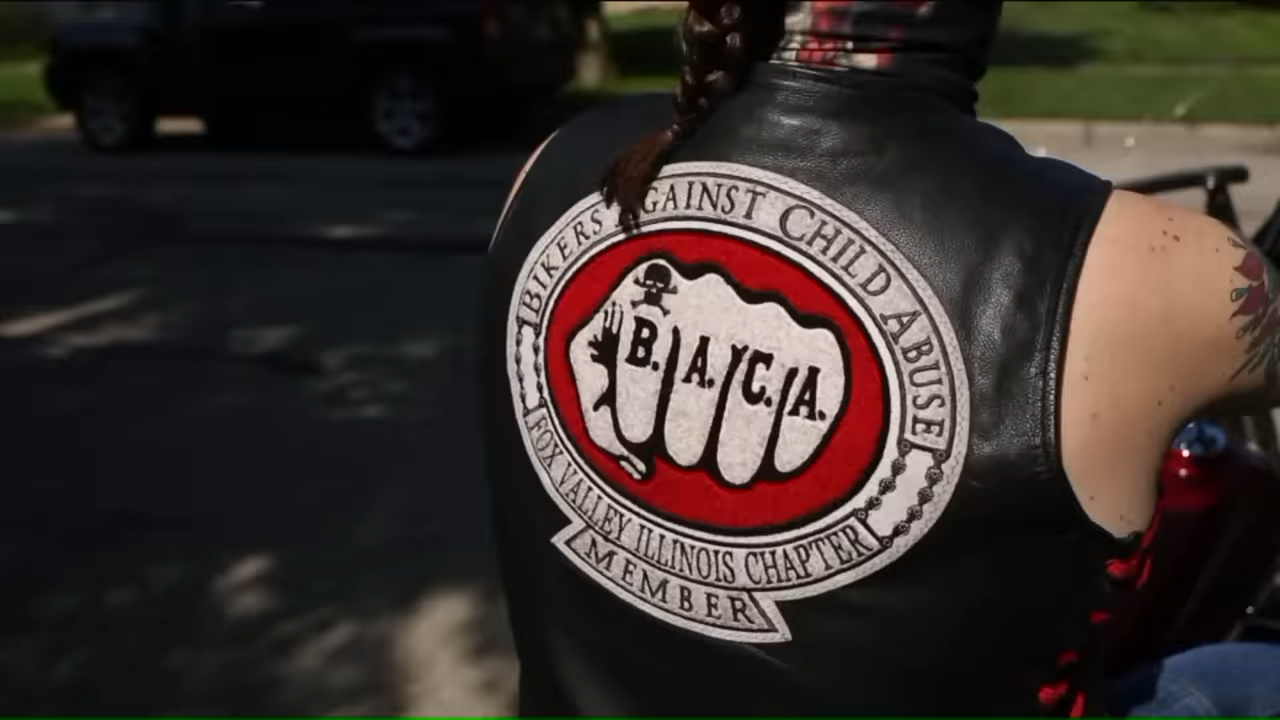 BIKERS AGAINST CHILD ABUSE
B. A. C. A.
FOX VALLEY ILLINOIS CHAPTER
MEMBER